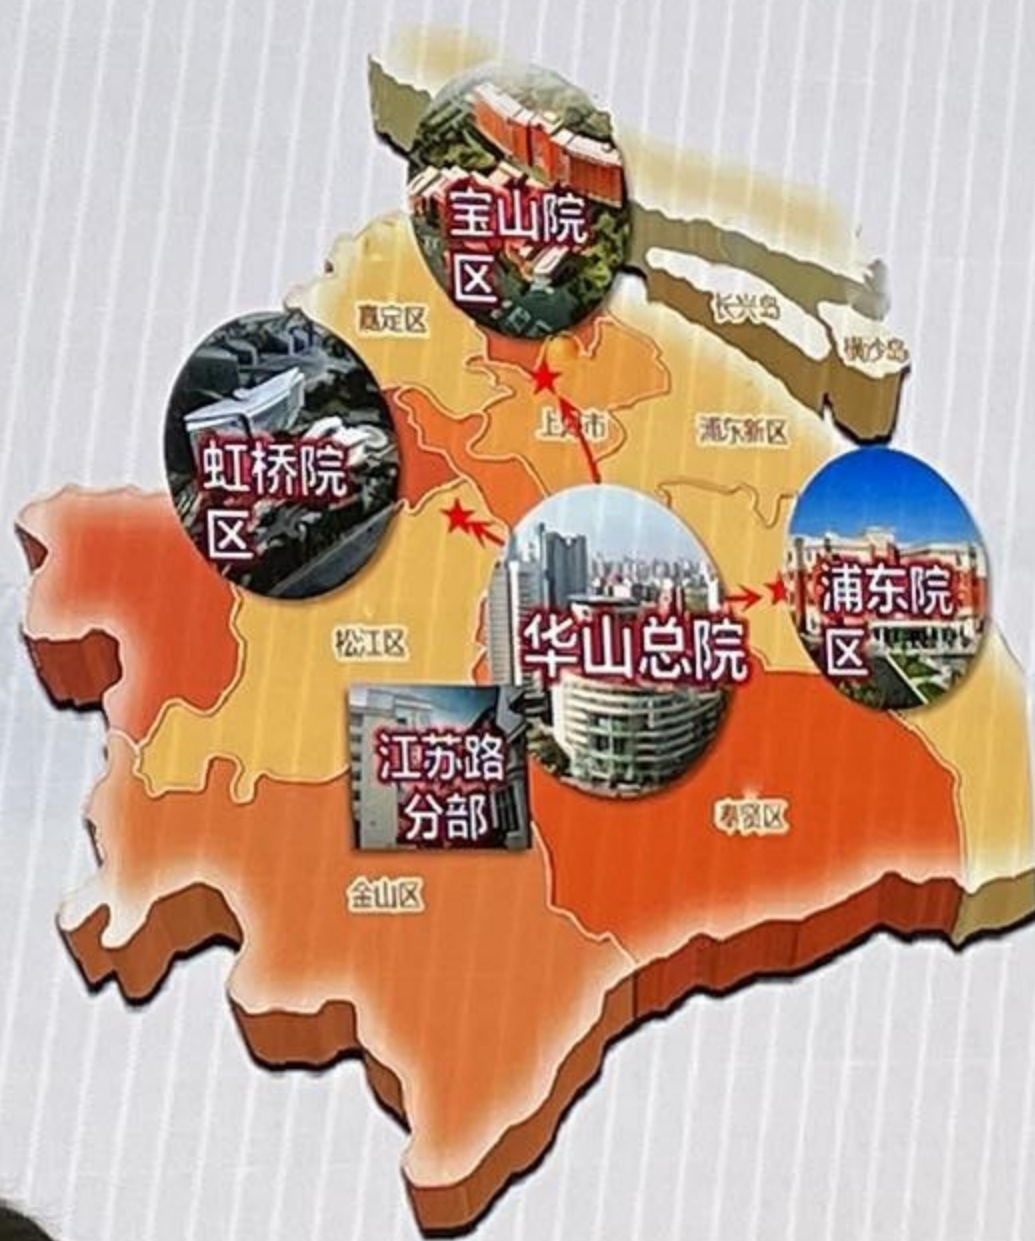 宝山院
区
嘉定区
长兴岛
横沙岛
上海市
浦东新区
虹桥院
区
浦东院
区
华山总院
松江区
江苏路
分部
奉贤区
金山区